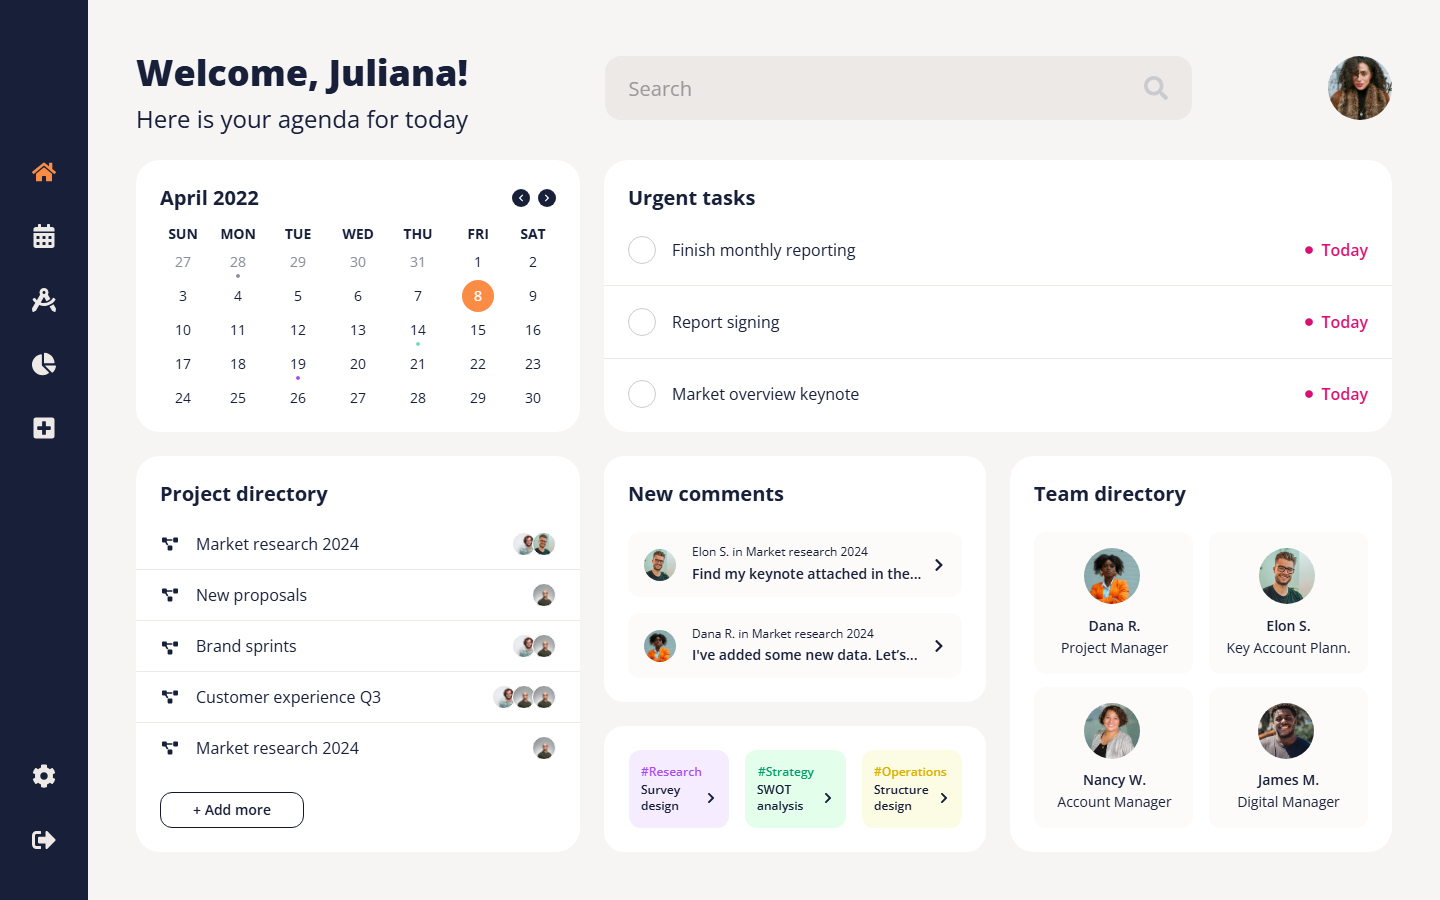 Welcome, Juliana!
Here is your agenda for today
Search
April 2022
SUN MON TUE WED THU FRI SAT
27 28 29 30 31 1 2
3 4 5 6 7 8 9
10 11 12 13 14 15 16
17 18 19 20 21 22 23
24 25 26 27 28 29 30
Urgent tasks
Finish monthly reporting Today
Report signing Today
Market overview keynote Today
Project directory
Market research 2024
New proposals
Brand sprints
Customer experience Q3
Market research 2024
+ Add more
New comments
Elon S. in Market research 2024
Find my keynote attached in the...
Dana R. in Market research 2024
I've added some new data. Let’s...
#Research
Survey
design
#Strategy
SWOT
analysis
#Operations
Structure
design
Team directory
Dana R.
Project Manager
Elon S.
Key Account Plann.
Nancy W.
Account Manager
James M.
Digital Manager